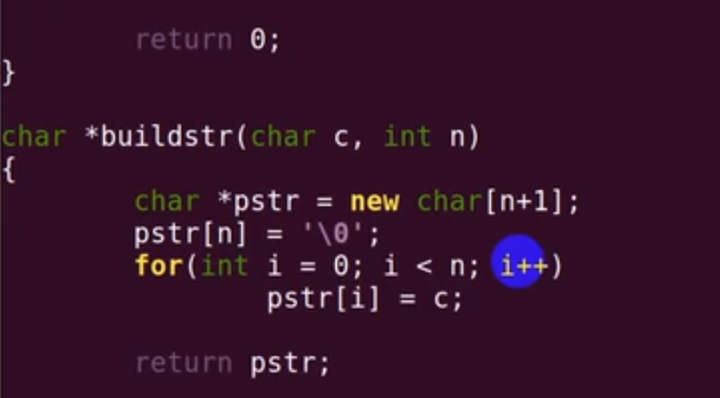 return 0;
}
char *buildstr(char c, int n)
{
char *pstr = new char[n+1];
pstr[n] = '\0';
for(int i = 0; i < n; i++)
pstr[i] = c;
return pstr;